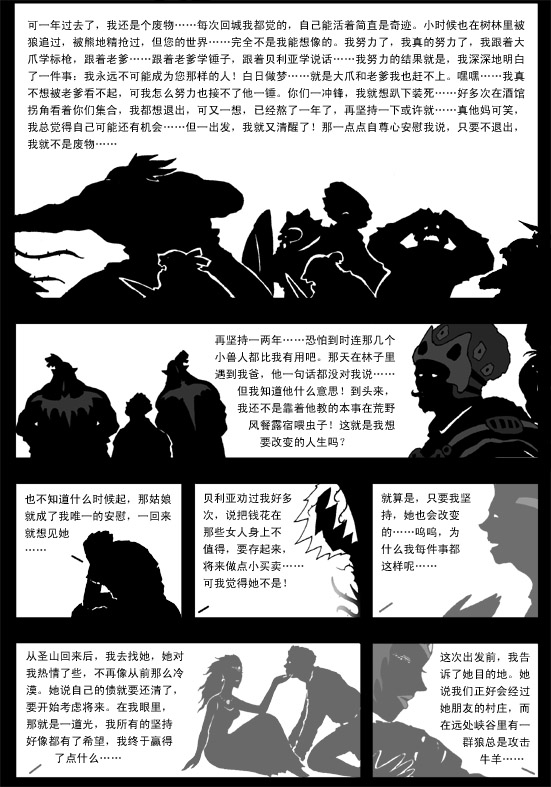 可一年过去了，我还是个废物……每次回城我都觉的，自己能活着简直是奇迹。小时候也在树林里被
狼追过，被熊地精抢过，但您的世界……完全不是我能想像的。我努力了，我真的努力了，我跟着大
爪学标枪，跟着老爹……跟着老爹学锤子，跟着贝利亚学说话……我努力的结果就是，我深深地明白
了一件事：我永远不可能成为您那样的人！白日做梦……就是大爪和老爹我也赶不上。嘿嘿……我真
不想被老爹看不起，可我怎么努力也接不了他一锤。你们一冲锋，我就想趴下装死……好多次在酒馆
拐角看着你们集合，我都想退出，可又一想，已经熬了一年了，再坚持一下或许就……真他妈可笑，
我总觉得自己可能还有机会……但一出发，我就又清醒了！那一点点自尊心安慰我说，只要不退出，
我就不是废物……
再坚持一两年……恐怕到时连那几个
小兽人都比我有用吧。那天在林子里
遇到我爸，他一句话都没对我说……
但我知道他什么意思！到头来，
我还不是靠着他教的本事在荒野
风餐露宿喂虫子？这就是我想
要改变的人生吗？
也不知道什么时候起，那姑娘
就成了我唯一的安慰，一回来
就想见她
……
贝利亚劝过我好多
次，说把钱花在
那些女人身上不
值得，要存起来，
将来做点小买卖……
可我觉得她不是！
就算是，只要我坚
持，她也会改变
的……呜呜，为
什么我每件事都
这样呢……
从圣山回来后，我去找她，她对
我热情了些，不再像从前那么冷
漠。她说自己的债就要还清了，
要开始考虑将来。在我眼里，
那就是一道光，我所有的坚持
好像都有了希望，我终于赢得
了点什么……
这次出发前，我告
诉了她目的地。她
说我们正好会经过
她朋友的村庄，而
在远处峡谷里有一
群狼总是攻击
牛羊……